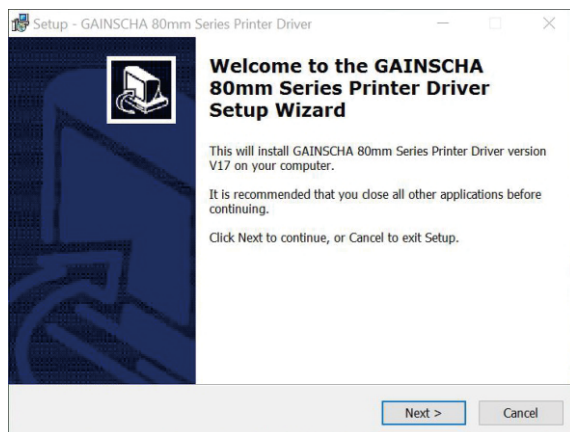 Setup - GAINSCHA 80mm Series Printer Driver
Welcome to the GAINSCHA
80mm Series Printer Driver
Setup Wizard
This will install GAINSCHA 80mm Series Printer Driver version
V17 on your computer.
It is recommended that you close all other applications before
continuing.
Click Next to continue, or Cancel to exit Setup.
Next >
Cancel